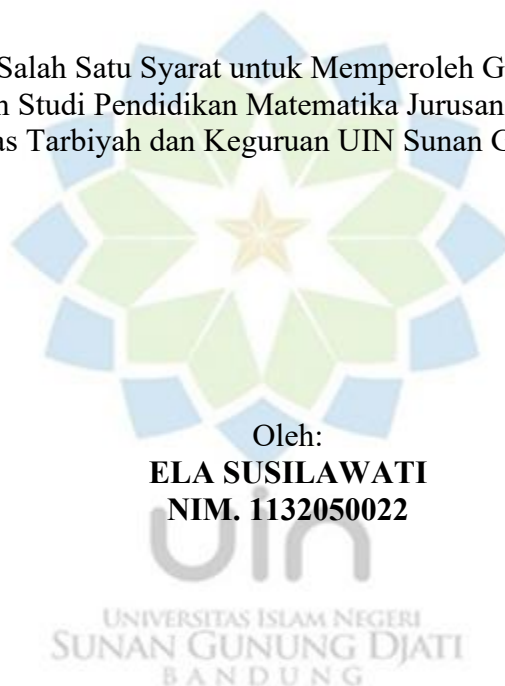 Salah Satu Syarat untuk Memperoleh G
Studi Pendidikan Matematika Jurusan
as Tarbiyah dan Keguruan UIN Sunan G
Oleh:
ELA SUSILAWATI
NIM. 1132050022
uin
UNIVERSITAS ISLAM NEGERI
SUNAN GUNUNG DJATI
BANDUNG